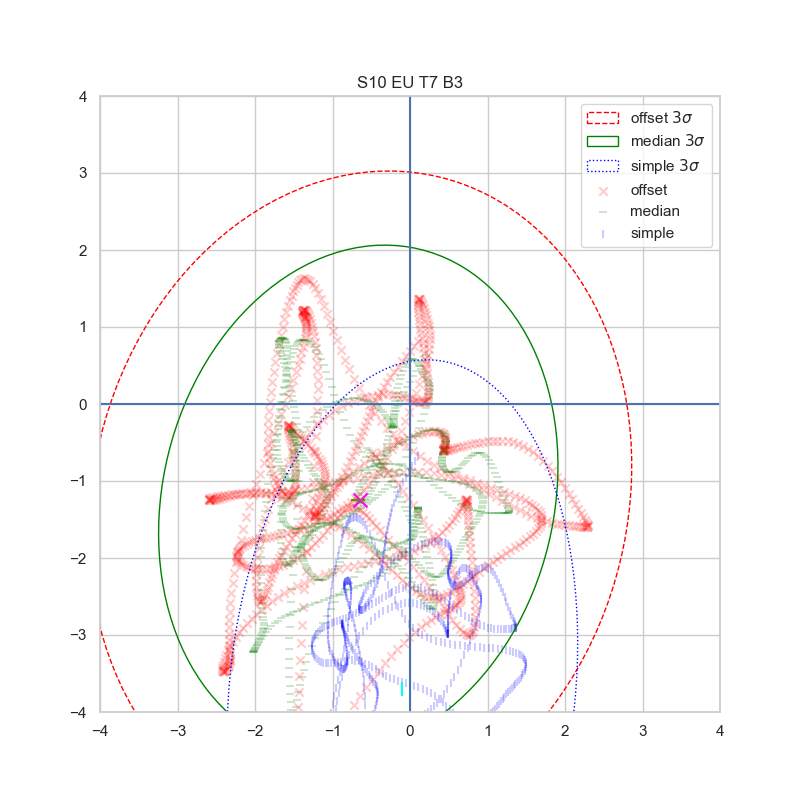 S10 EU T7 B3
offset 3σ
median 3σ
simple 3σ
offset
median
simple
4
3
2
1
0
−1
−2
−3
−4
−4 −3 −2 −1 0 1 2 3 4